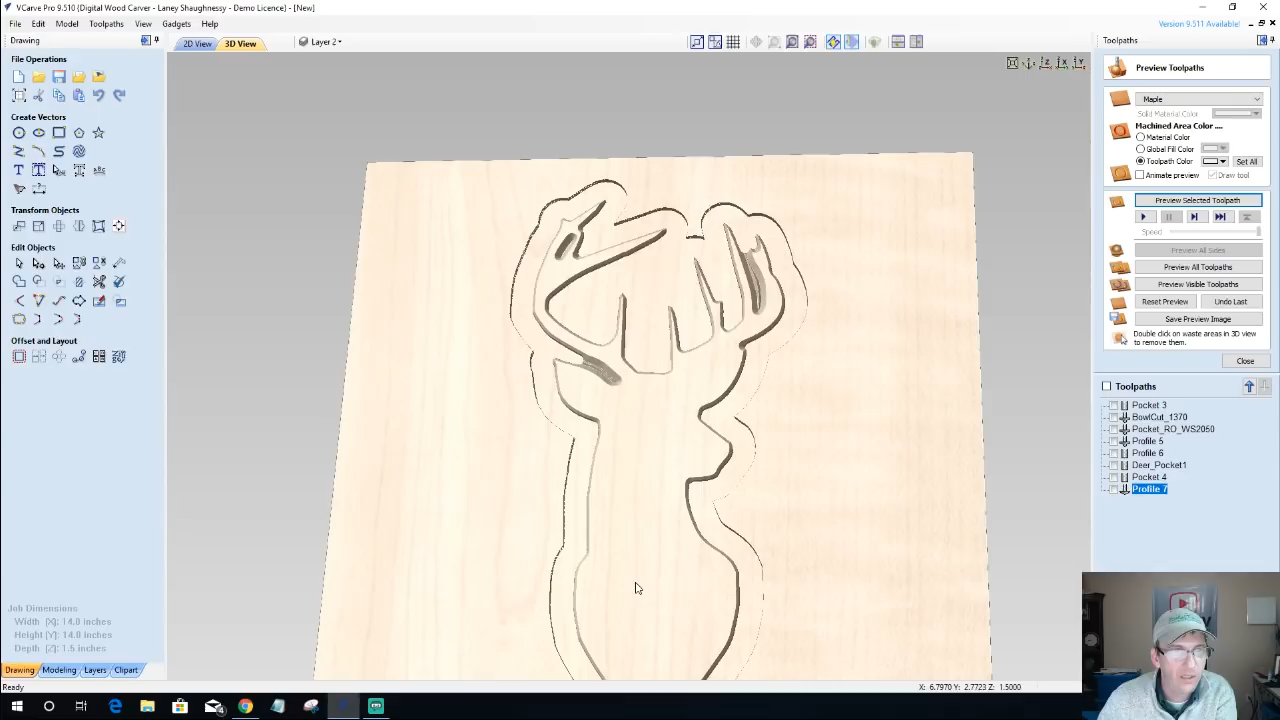 VCarve Pro 9.510 {Digital Wood Carver - Laney Shaughnessy - Demo Licence} - [New]
File Edit Model Toolpaths View Gadgets Help
Version 9.511 Available!
Drawing
2D View 3D View Layer 2
Toolpaths
File Operations
Create Vectors
Transform Objects
Edit Objects
Offset and Layout
Preview Toolpaths
Maple
Solid Material Color
Machined Area Color ....
Material Color
Global Fill Color
Toolpath Color Set All
Animate preview Draw tool
Preview Selected Toolpath
Speed
Preview All Sides
Preview All Toolpaths
Preview Visible Toolpaths
Reset Preview Undo Last
Save Preview Image
Double click on waste areas in 3D view
to remove them.
Close
Toolpaths
Pocket 3
BowlCut_1370
Pocket_RO_WS2050
Profile 5
Profile 6
Deer_Pocket1
Pocket 4
Profile 7
Job Dimensions
Width (X): 14.0 inches
Height (Y): 14.0 inches
Depth (Z): 1.5 inches
Drawing Modeling Layers Clipart
Ready
X: 6.7970 Y: 2.7723 Z: 1.5000